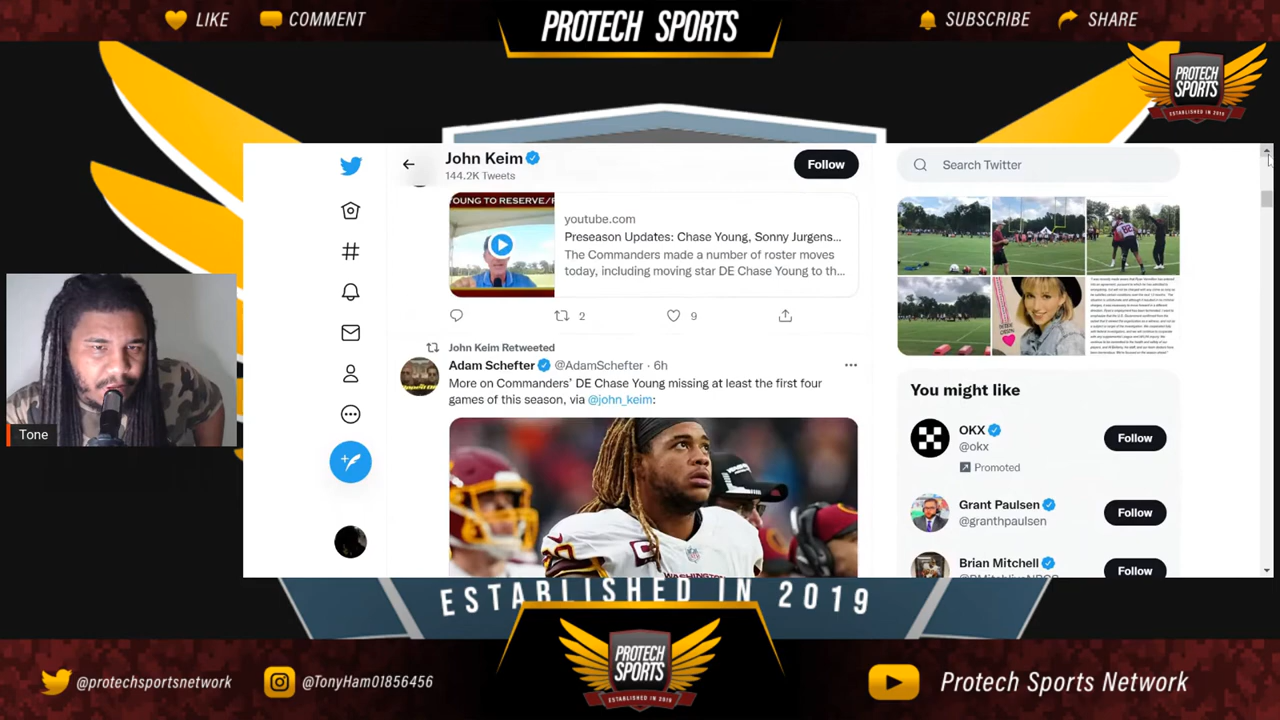 LIKE
COMMENT
PROTECH SPORTS
SUBSCRIBE
SHARE
PROTECH
SPORTS
ESTABLISHED IN 2019
John Keim
144.2K Tweets
Follow
Search Twitter
OUNG TO RESERVE/
youtube.com
Preseason Updates: Chase Young, Sonny Jurgens...
The Commanders made a number of roster moves
today, including moving star DE Chase Young to th...
2
9
John Keim Retweeted
Adam Schefter @AdamSchefter · 6h
More on Commanders' DE Chase Young missing at least the first four
games of this season, via @john_keim:
WASHINGTON
You might like
OKX
@okx
Promoted
Follow
Grant Paulsen
@granthpaulsen
Follow
Brian Mitchell
Follow
Tone
ESTABLISHED IN 2019
PROTECH
SPORTS
ESTABLISHED IN 2019
@protechsportsnetwork
@TonyHam01856456
Protech Sports Network